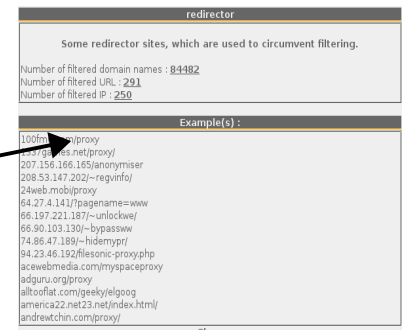 redirector
Some redirector sites, which are used to circumvent filtering.
Number of filtered domain names : 84482
Number of filtered URL : 291
Number of filtered IP : 250
Example(s) :
/proxy
1337games.net/proxy/
207.156.166.165/anonymiser
208.53.147.202/~regvinfo/
24web.mobi/proxy
64.27.4.141/?pagename=www
66.197.221.187/~unlockwe/
66.90.103.130/~bypassww
74.86.47.189/~hidemypr/
94.23.46.192/filesonic-proxy.php
acewebmedia.com/myspaceproxy
adguru.org/proxy
alltooflat.com/geeky/elgoog
america22.net23.net/index.html/
andrewtchin.com/proxy/